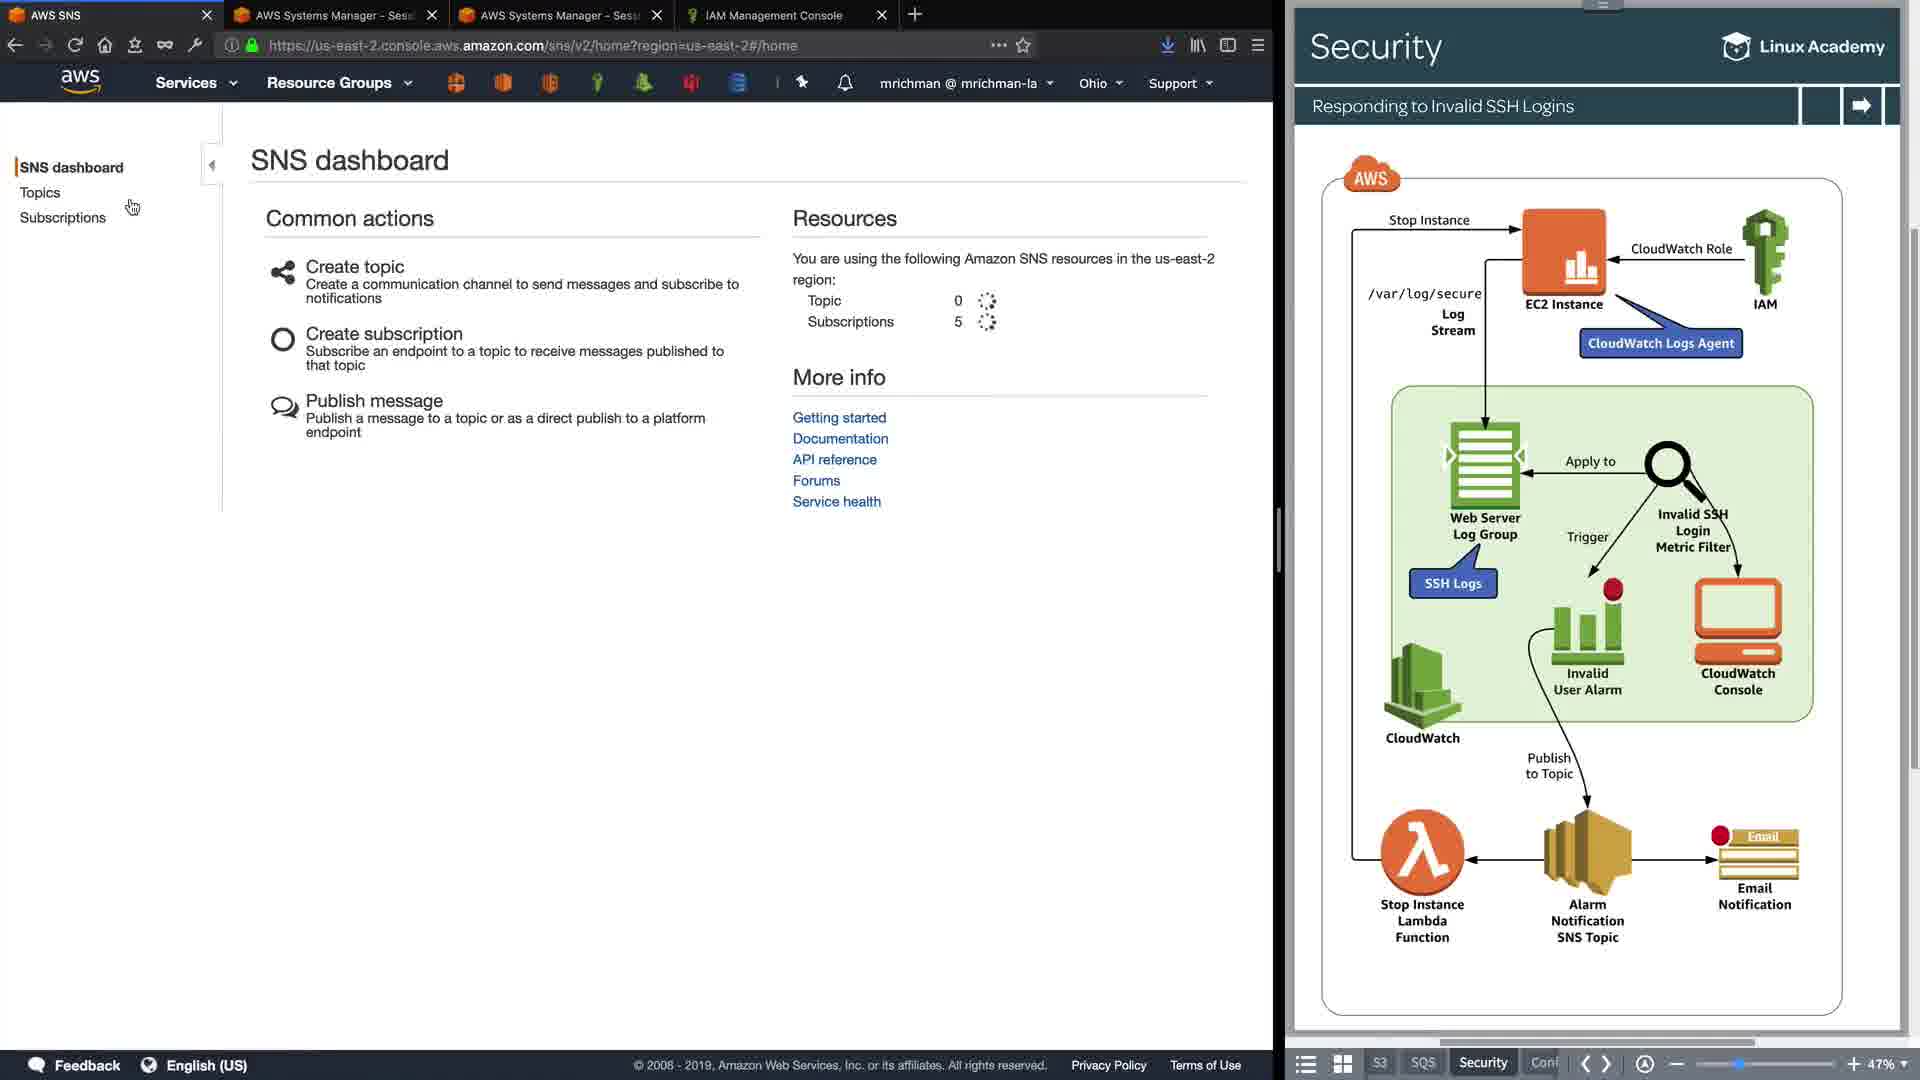 AWS SNS
AWS Systems Manager - Sess
AWS Systems Manager - Sess
IAM Management Console
https://us-east-2.console.aws.amazon.com/sns/v2/home?region=us-east-2#/home
aws
Services
Resource Groups
mrichman @ mrichman-la
Ohio
Support
SNS dashboard
Topics
Subscriptions
SNS dashboard
Common actions
Create topic
Create a communication channel to send messages and subscribe to
notifications
Create subscription
Subscribe an endpoint to a topic to receive messages published to
that topic
Publish message
Publish a message to a topic or as a direct publish to a platform
endpoint
Resources
You are using the following Amazon SNS resources in the us-east-2
region:
Topic 0
Subscriptions 5
More info
Getting started
Documentation
API reference
Forums
Service health
Feedback
English (US)
© 2006 - 2019, Amazon Web Services, Inc. or its affiliates. All rights reserved.
Privacy Policy
Terms of Use
Security
Linux Academy
Responding to Invalid SSH Logins
AWS
Stop Instance
CloudWatch Role
EC2 Instance
IAM
/var/log/secure
Log
Stream
CloudWatch Logs Agent
Apply to
Web Server
Log Group
Invalid SSH
Login
Metric Filter
Trigger
SSH Logs
Invalid
User Alarm
CloudWatch
Console
CloudWatch
Publish
to Topic
Email
Stop Instance
Lambda
Function
Alarm
Notification
SNS Topic
Email
Notification
S3
SQS
Security
47%